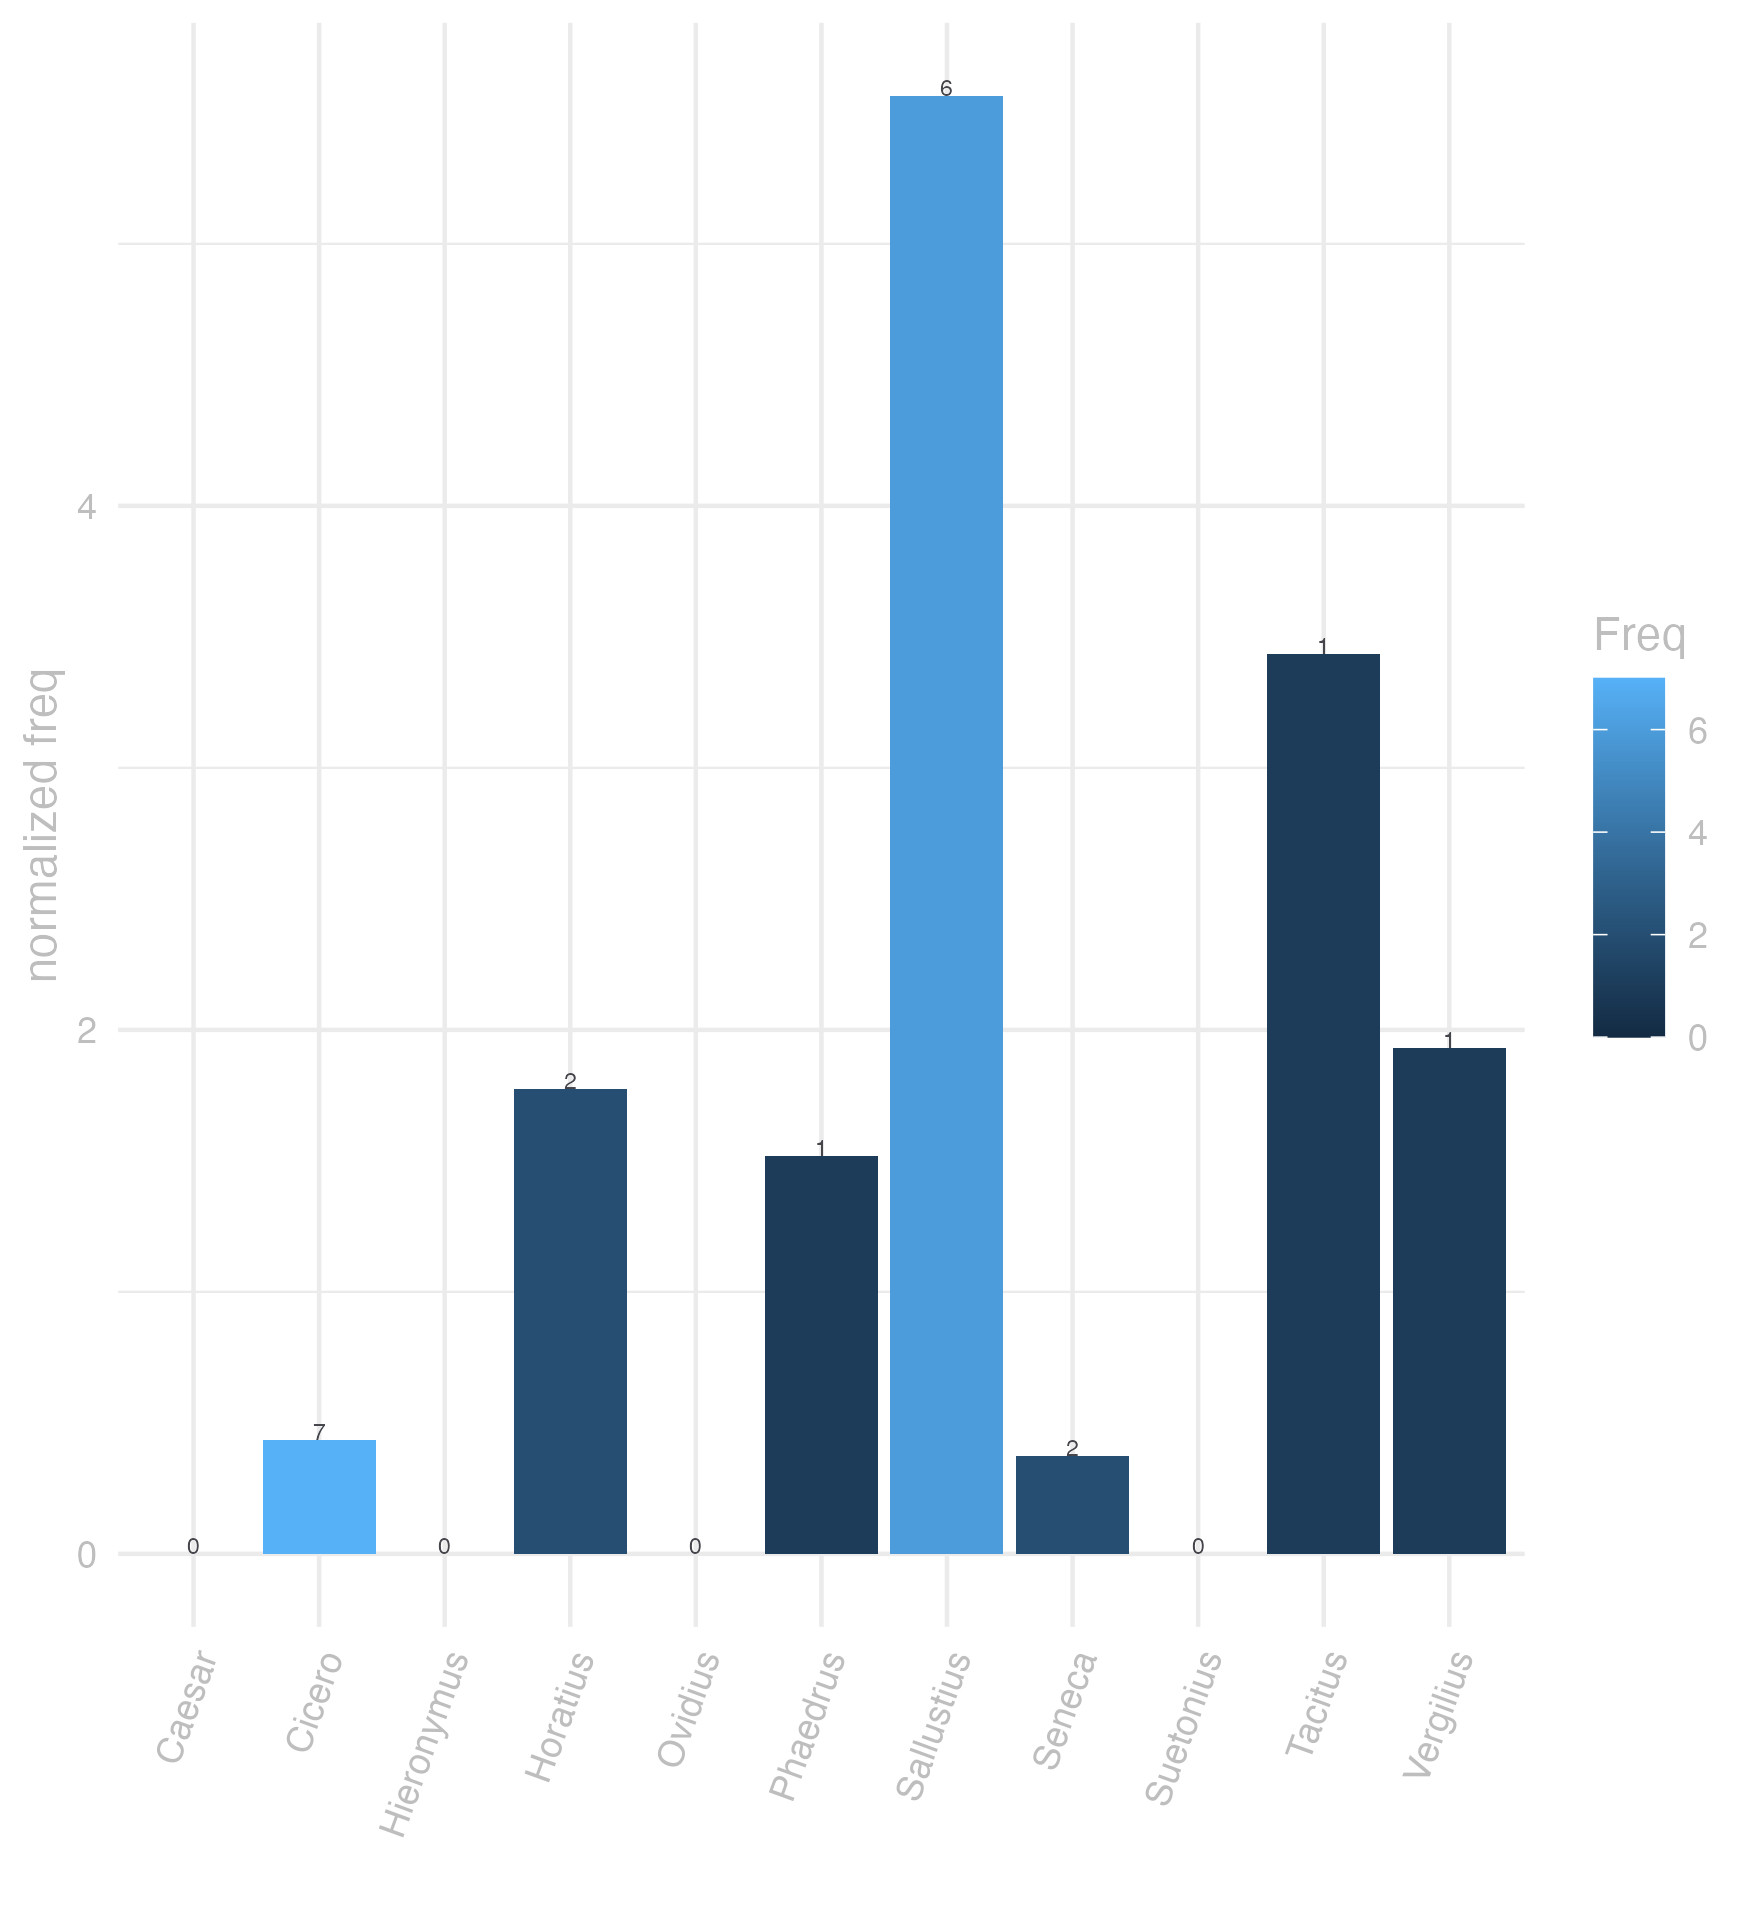 6
4
2
0
normalized freq
1
1
2
1
7
2
0
0
0
0
Caesar
Cicero
Hieronymus
Horatius
Ovidius
Phaedrus
Sallustius
Seneca
Suetonius
Tacitus
Vergilius
Freq
6
4
2
0